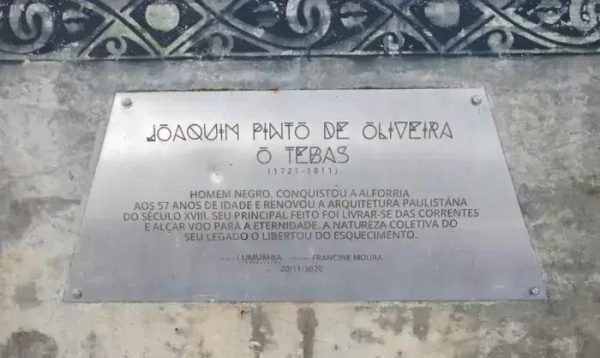 JOAQUIM PINTO DE OLIVEIRA
O TEBAS
(1721-1811)
HOMEM NEGRO, CONQUISTOU A ALFORRIA
AOS 57 ANOS DE IDADE E RENOVOU A ARQUITETURA PAULISTANA
DO SÉCULO XVIII. SEU PRINCIPAL FEITO FOI LIVRAR-SE DAS CORRENTES
E ALÇAR VOO PARA A ETERNIDADE. A NATUREZA COLETIVA DO
SEU LEGADO O LIBERTOU DO ESQUECIMENTO.
LUMUMBA FRANCINE MOURA
20/11/2020